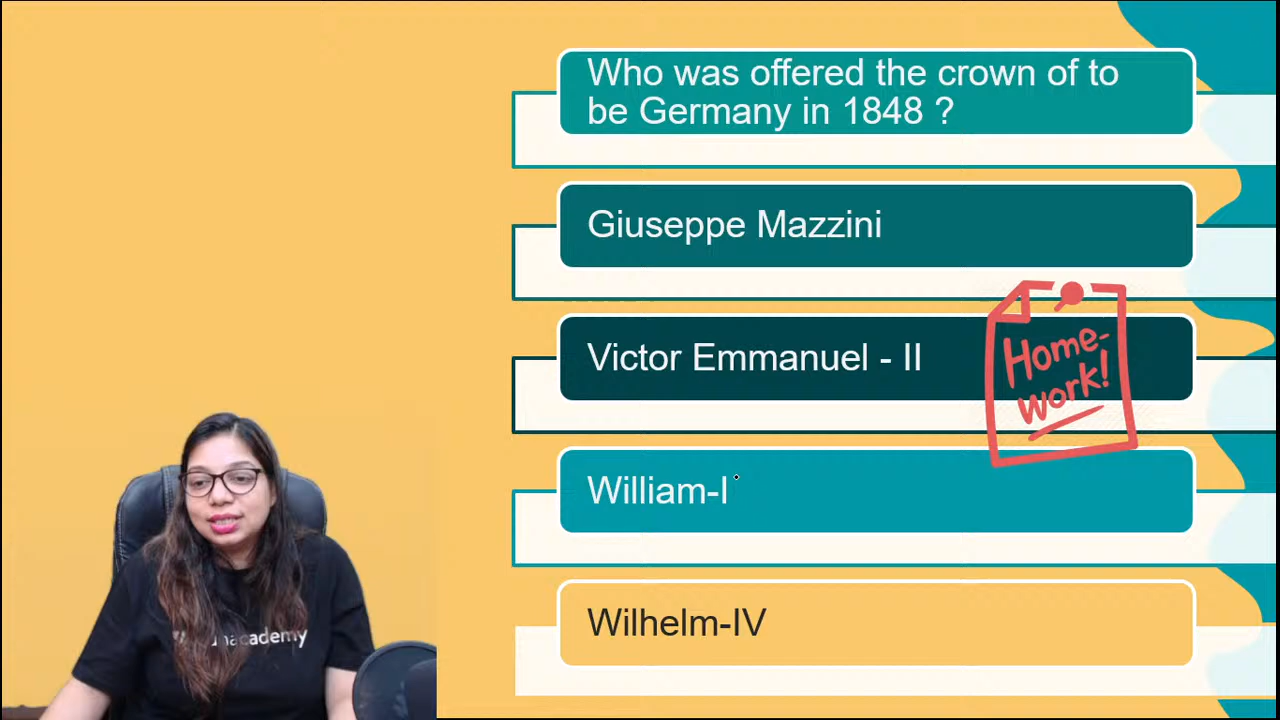 Who was offered the crown of to
be Germany in 1848 ?
Giuseppe Mazzini
Victor Emmanuel - II
Home-
work!
William-I
Wilhelm-IV